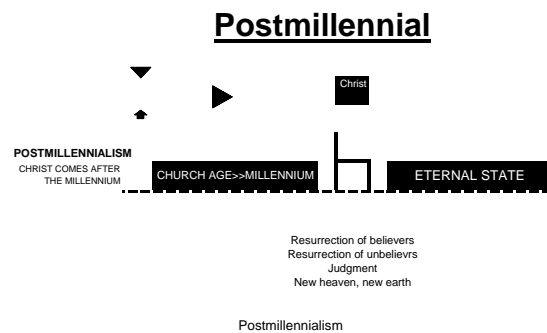 Postmillennial
Christ
POSTMILLENNIALISM
CHRIST COMES AFTER
THE MILLENNIUM
CHURCH AGE>>MILLENNIUM
ETERNAL STATE
Resurrection of believers
Resurrection of unbelievrs
Judgment
New heaven, new earth
Postmillennialism